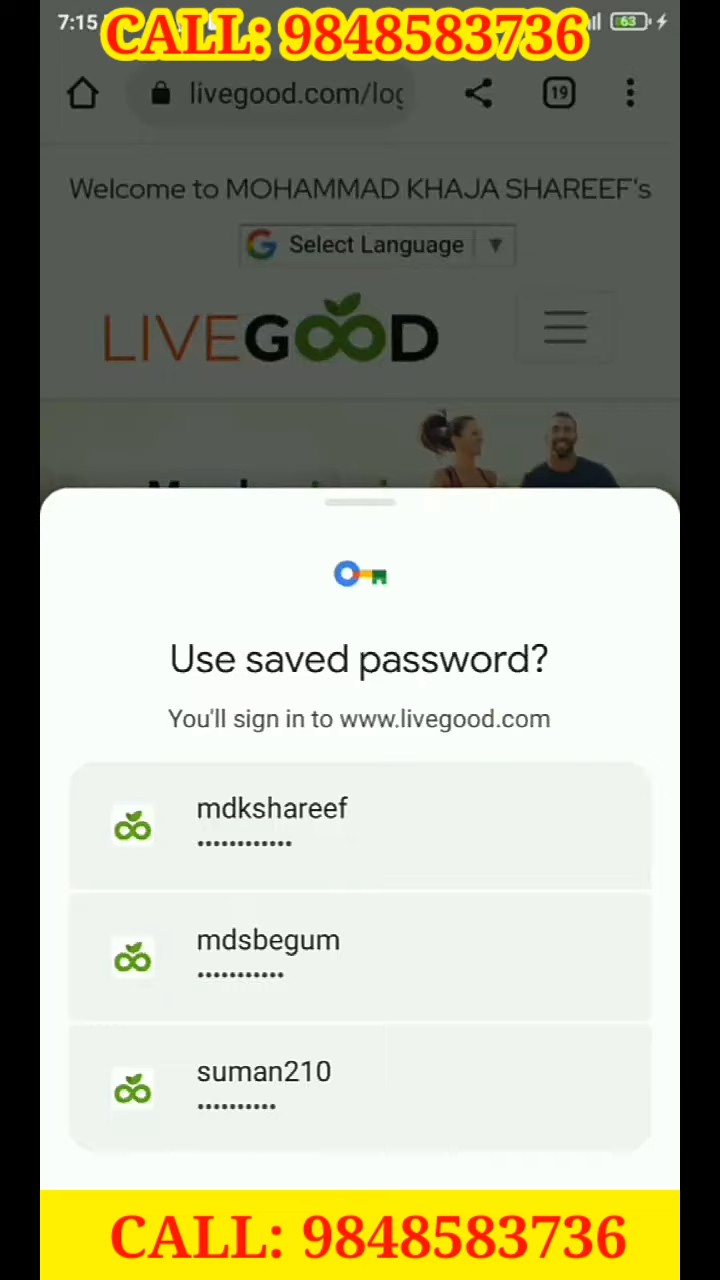 7:15
CALL: 9848583736
63
livegood.com/log
19
Welcome to MOHAMMAD KHAJA SHAREEF's
Select Language
LIVEGOOD
Use saved password?
You'll sign in to www.livegood.com
mdkshareef
••••••••••••
mdsbegum
•••••••••••
suman210
••••••••••
CALL: 9848583736